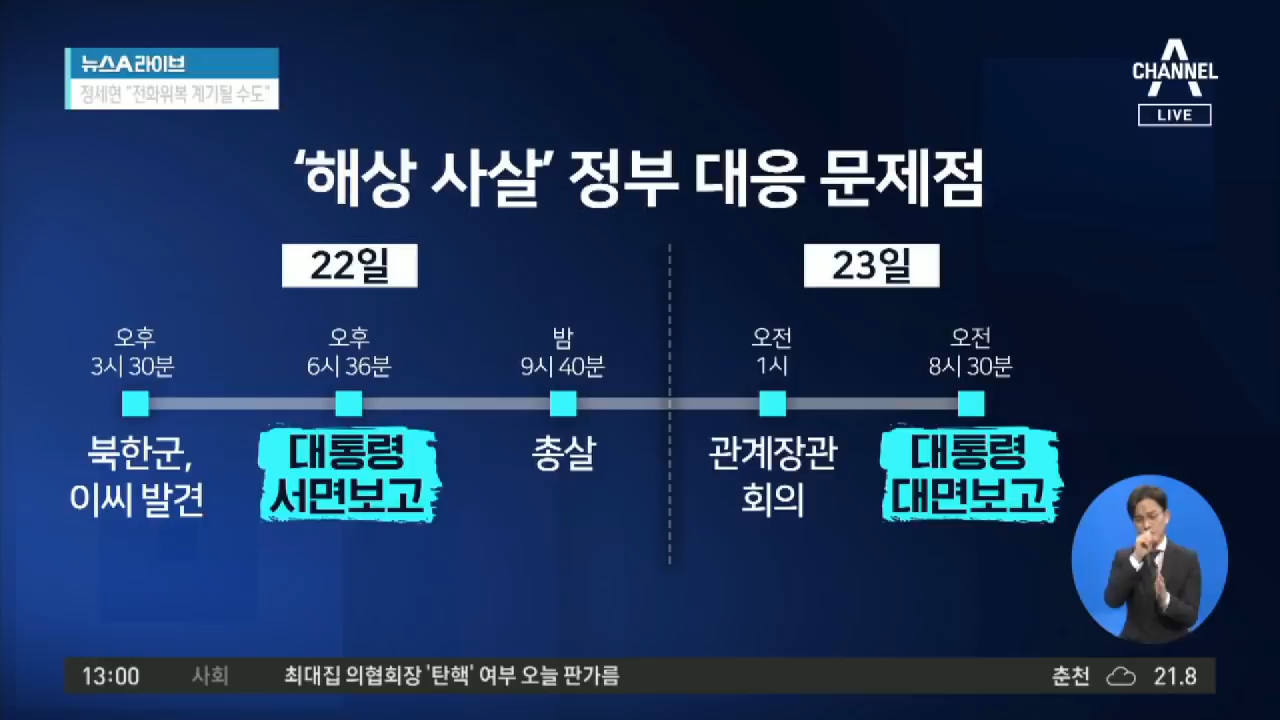 뉴스A 라이브
정세현 "전화위복 계기될 수도"
CHANNEL A
LIVE
‘해상 사살’ 정부 대응 문제점
22일
23일
오후
3시 30분
오후
6시 36분
밤
9시 40분
오전
1시
오전
8시 30분
북한군,
이씨 발견
대통령
서면보고
총살
관계장관
회의
대통령
대면보고
13:00 사회 최대집 의협회장 '탄핵' 여부 오늘 판가름 춘천 21.8